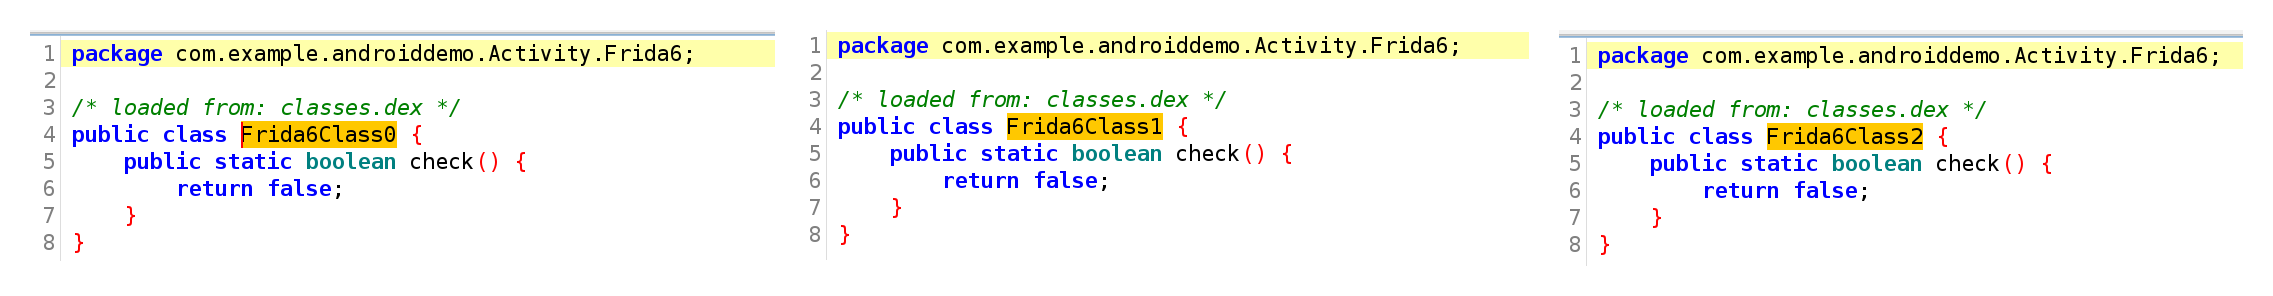 1 package com.example.androiddemo.Activity.Frida6;
2
3 /* loaded from: classes.dex */
4 public class Frida6Class0 {
5     public static boolean check() {
6         return false;
7     }
8 }
1 package com.example.androiddemo.Activity.Frida6;
2
3 /* loaded from: classes.dex */
4 public class Frida6Class1 {
5     public static boolean check() {
6         return false;
7     }
8 }
1 package com.example.androiddemo.Activity.Frida6;
2
3 /* loaded from: classes.dex */
4 public class Frida6Class2 {
5     public static boolean check() {
6         return false;
7     }
8 }